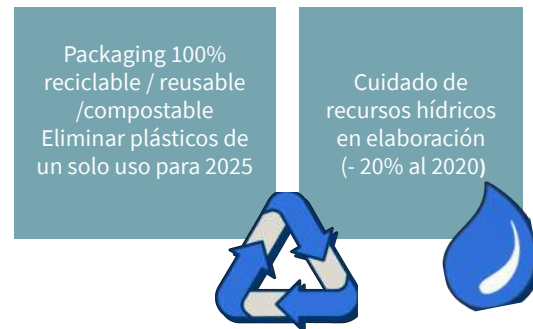 Packaging 100%
reciclable / reusable
/compostable
Eliminar plásticos de
un solo uso para 2025
Cuidado de
recursos hídricos
en elaboración
(- 20% al 2020)